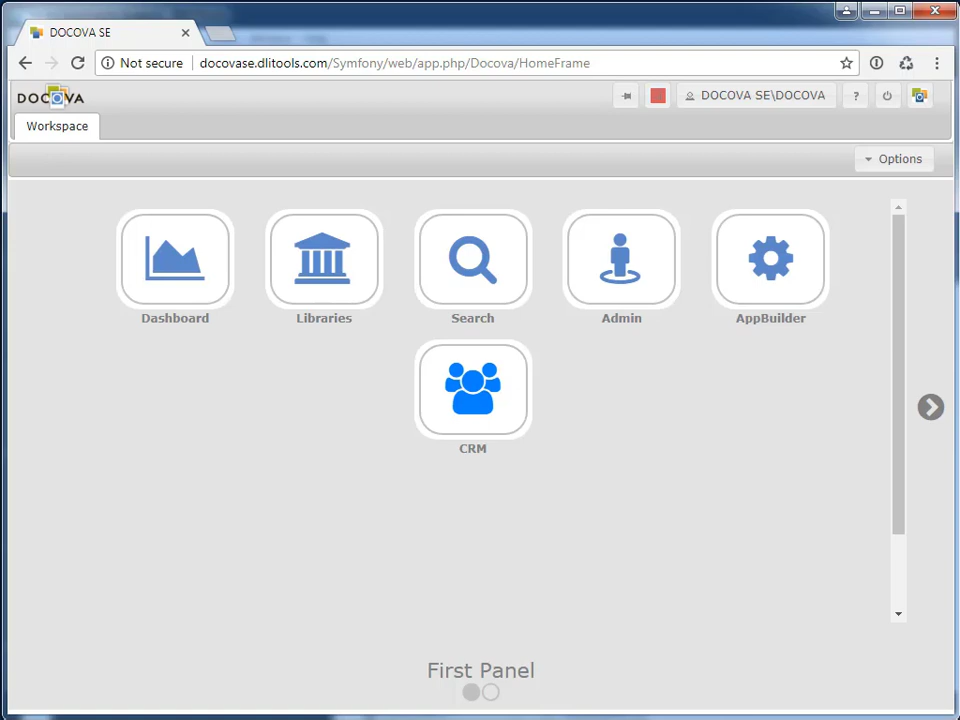 DOCOVA SE
Not secure docovase.dlitools.com/Symfony/web/app.php/Docova/HomeFrame
DOCOVA
DOCOVA SE\DOCOVA ?
Workspace
Options
Dashboard Libraries Search Admin AppBuilder
CRM
First Panel